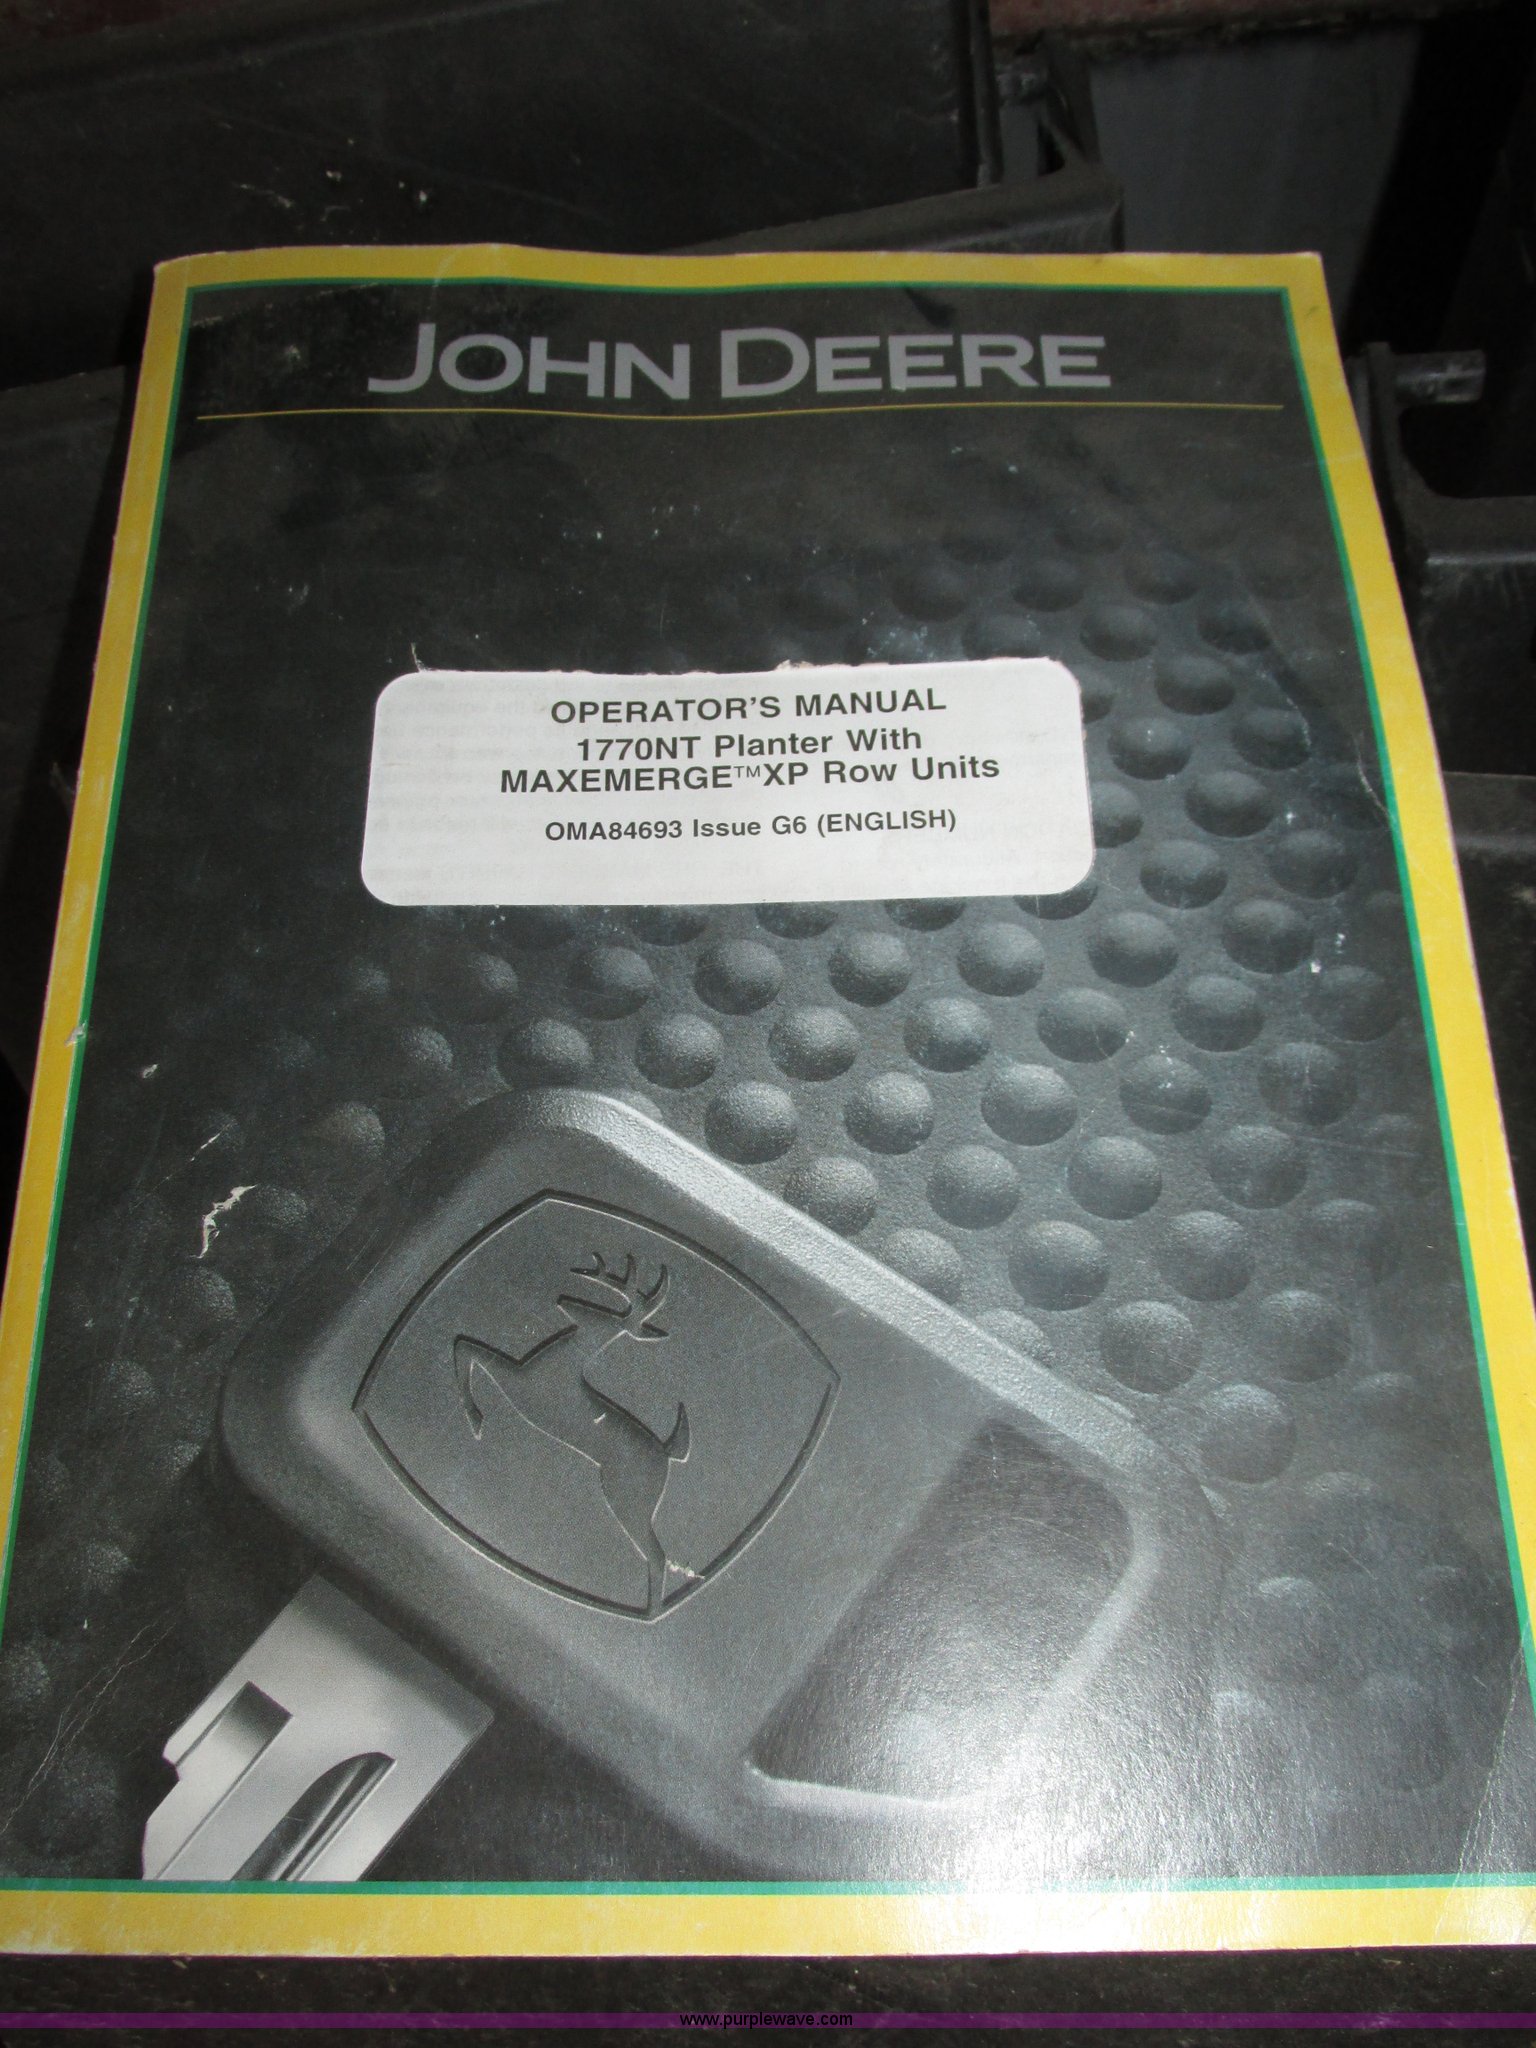 JOHN DEERE
OPERATOR'S MANUAL
1770NT Planter With
MAXEMERGE™XP Row Units
OMA84693 Issue G6 (ENGLISH)
www.purplewave.com